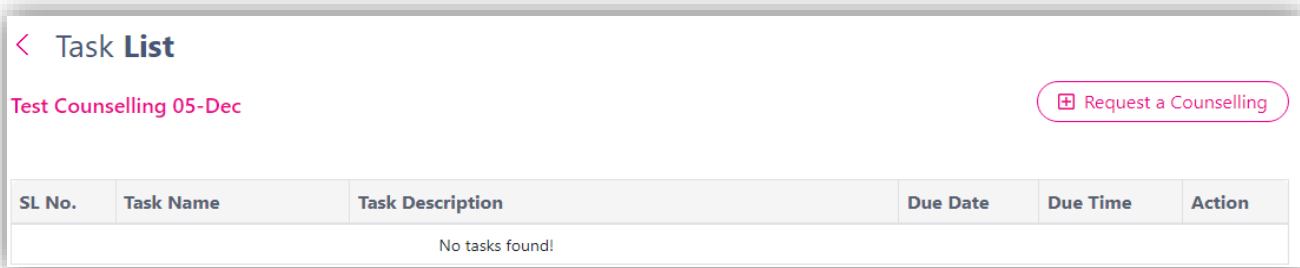 Task List
Test Counselling 05-Dec
Request a Counselling
SL No. Task Name Task Description Due Date Due Time Action
No tasks found!